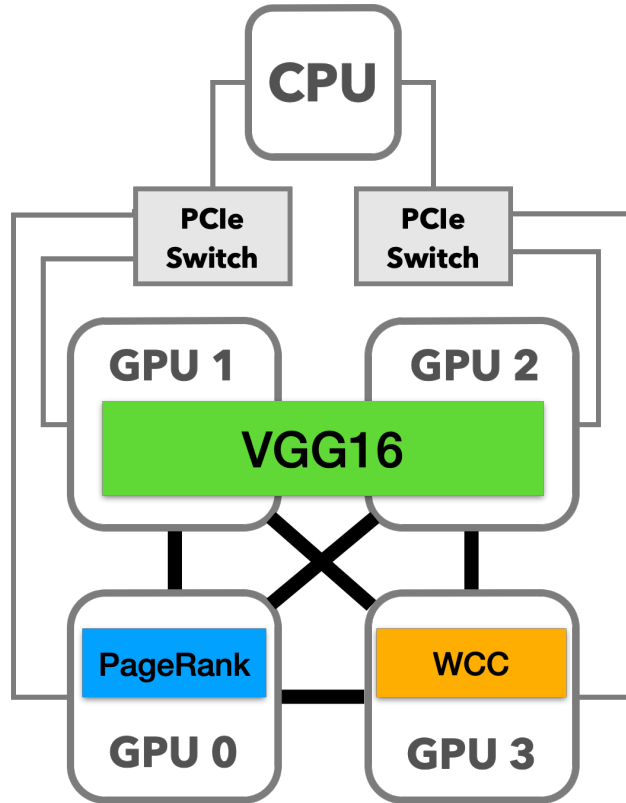 CPU
PCIe
Switch
PCIe
Switch
GPU 1
GPU 2
VGG16
PageRank
WCC
GPU 0
GPU 3